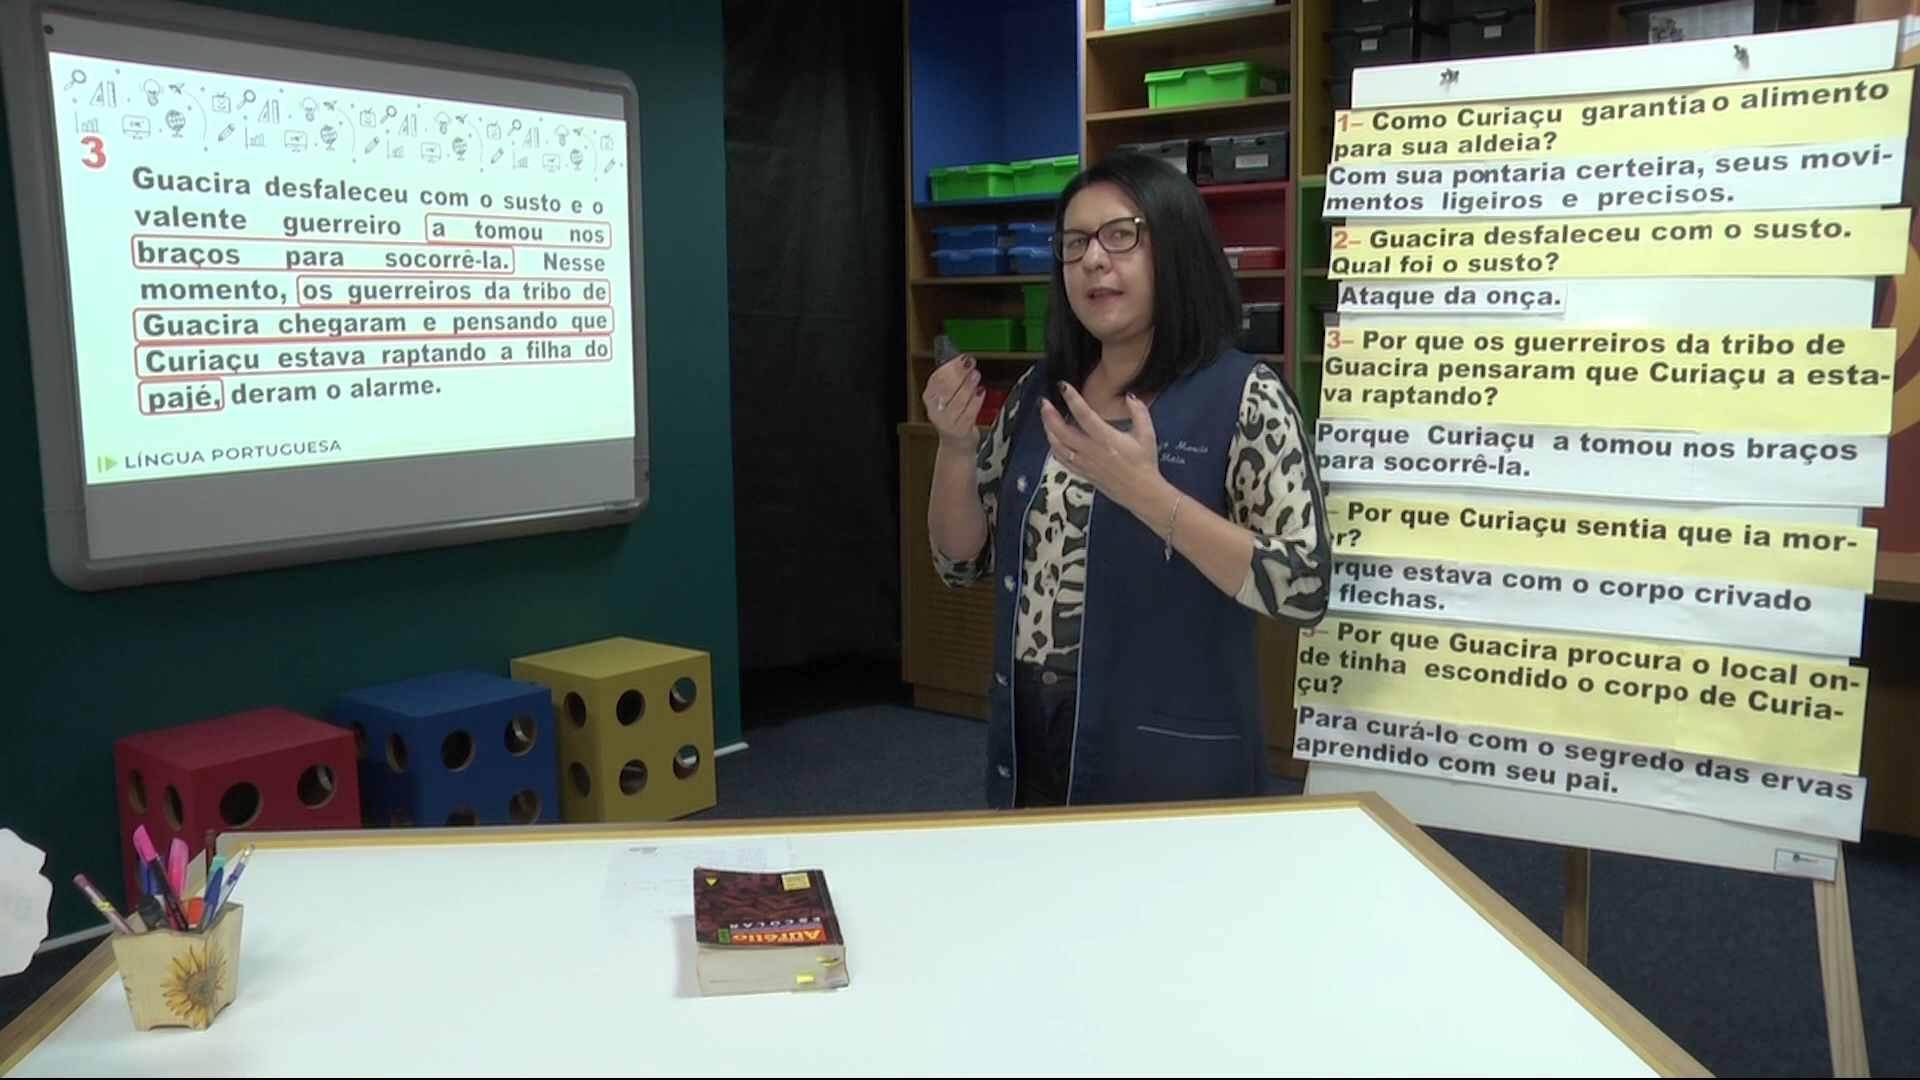 3
Guacira desfaleceu com o susto e o
valente guerreiro a tomou nos
braços para socorrê-la. Nesse
momento, os guerreiros da tribo de
Guacira chegaram e pensando que
Curiaçu estava raptando a filha do
pajé, deram o alarme.
LÍNGUA PORTUGUESA
1– Como Curiaçu garantia o alimento
para sua aldeia?
Com sua pontaria certeira, seus movi-
mentos ligeiros e precisos.
2– Guacira desfaleceu com o susto.
Qual foi o susto?
Ataque da onça.
3– Por que os guerreiros da tribo de
Guacira pensaram que Curiaçu a esta-
va raptando?
Porque Curiaçu a tomou nos braços
para socorrê-la.
– Por que Curiaçu sentia que ia mor-
er?
rque estava com o corpo crivado
flechas.
5– Por que Guacira procura o local on-
de tinha escondido o corpo de Curia-
çu?
Para curá-lo com o segredo das ervas
aprendido com seu pai.
Aurélio
ESCOLAR